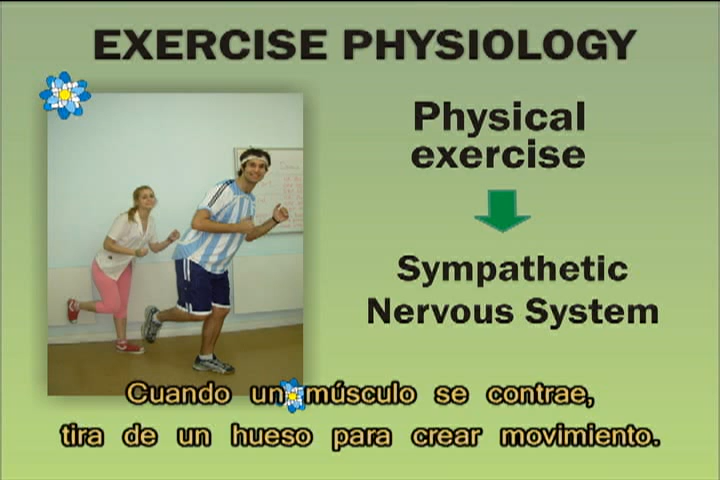 EXERCISE PHYSIOLOGY
Physical
exercise
Sympathetic
Nervous System
Cuando un músculo se contrae,
tira de un hueso para crear movimiento.